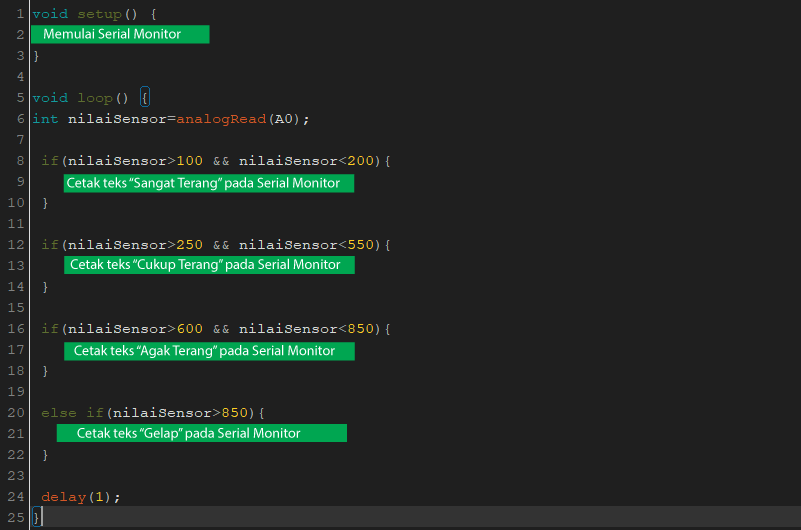 1 void setup() {
2 Memulai Serial Monitor
3 }
4
5 void loop() {
6 int nilaiSensor=analogRead(A0);
7
8 if(nilaiSensor>100 && nilaiSensor<200){
9 Cetak teks “Sangat Terang” pada Serial Monitor
10 }
11
12 if(nilaiSensor>250 && nilaiSensor<550){
13 Cetak teks “Cukup Terang” pada Serial Monitor
14 }
15
16 if(nilaiSensor>600 && nilaiSensor<850){
17 Cetak teks “Agak Terang” pada Serial Monitor
18 }
19
20 else if(nilaiSensor>850){
21 Cetak teks “Gelap” pada Serial Monitor
22 }
23
24 delay(1);
25 }